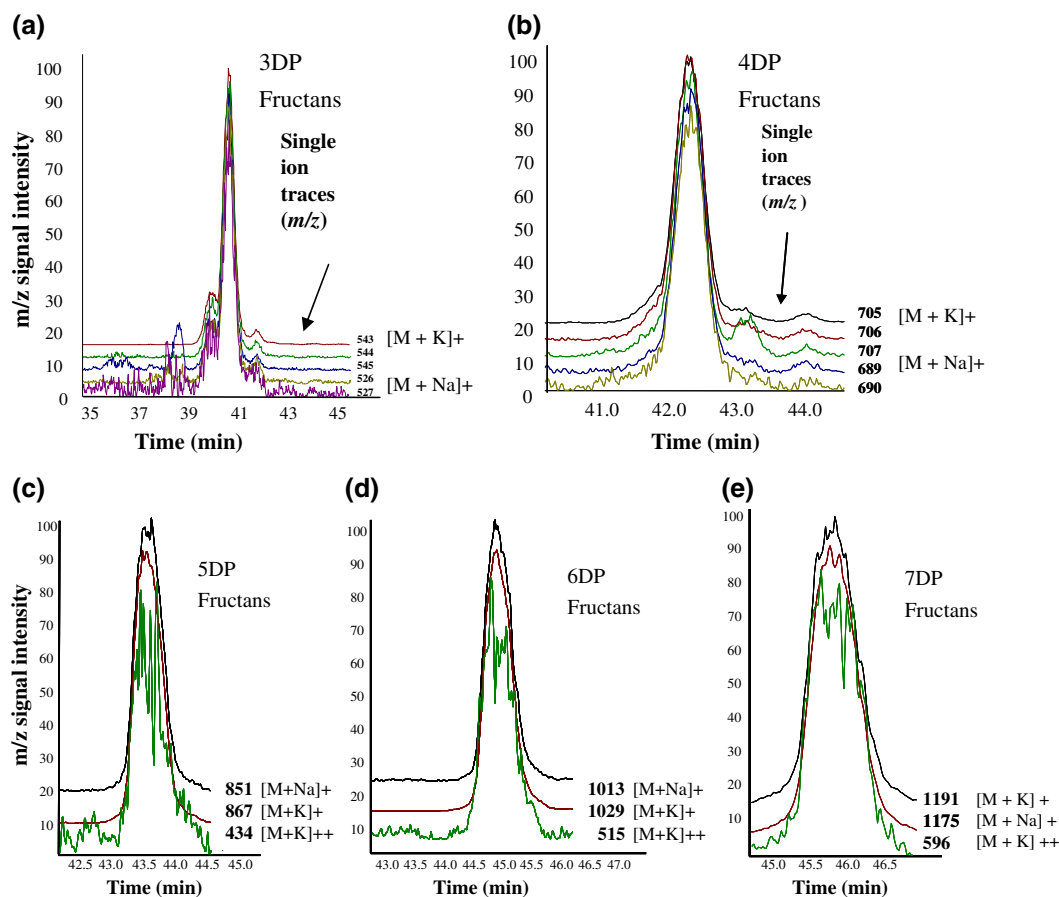 (a)
3DP
Fructans
Single
ion
traces
(m/z)
m/z signal intensity
100
90
80
70
60
50
40
30
20
10
0
543 [M + K]+
544
545
526 [M + Na]+
527
35 37 39 41 43 45
Time (min)
(b)
4DP
Fructans
Single
ion
traces
(m/z )
100
90
80
70
60
50
40
30
20
10
0
705 [M + K]+
706
707
689 [M + Na]+
690
41.0 42.0 43.0 44.0
Time (min)
(c)
5DP
Fructans
m/z signal intensity
100
90
80
70
60
50
40
30
20
10
851 [M+Na]+
867 [M+K]+
434 [M+K]++
42.5 43.0 43.5 44.0 44.5 45.0
Time (min)
(d)
6DP
Fructans
100
90
80
70
60
50
40
30
20
10
1013 [M+Na]+
1029 [M+K]+
515 [M+K]++
43.0 44.0 44.5 45.0 45.5 46.0 46.5 47.0
Time (min)
(e)
7DP
Fructans
100
90
80
70
60
50
40
30
20
10
1191 [M + K] +
1175 [M + Na] +
596 [M + K] ++
45.0 45.5 46.0 46.5
Time (min)